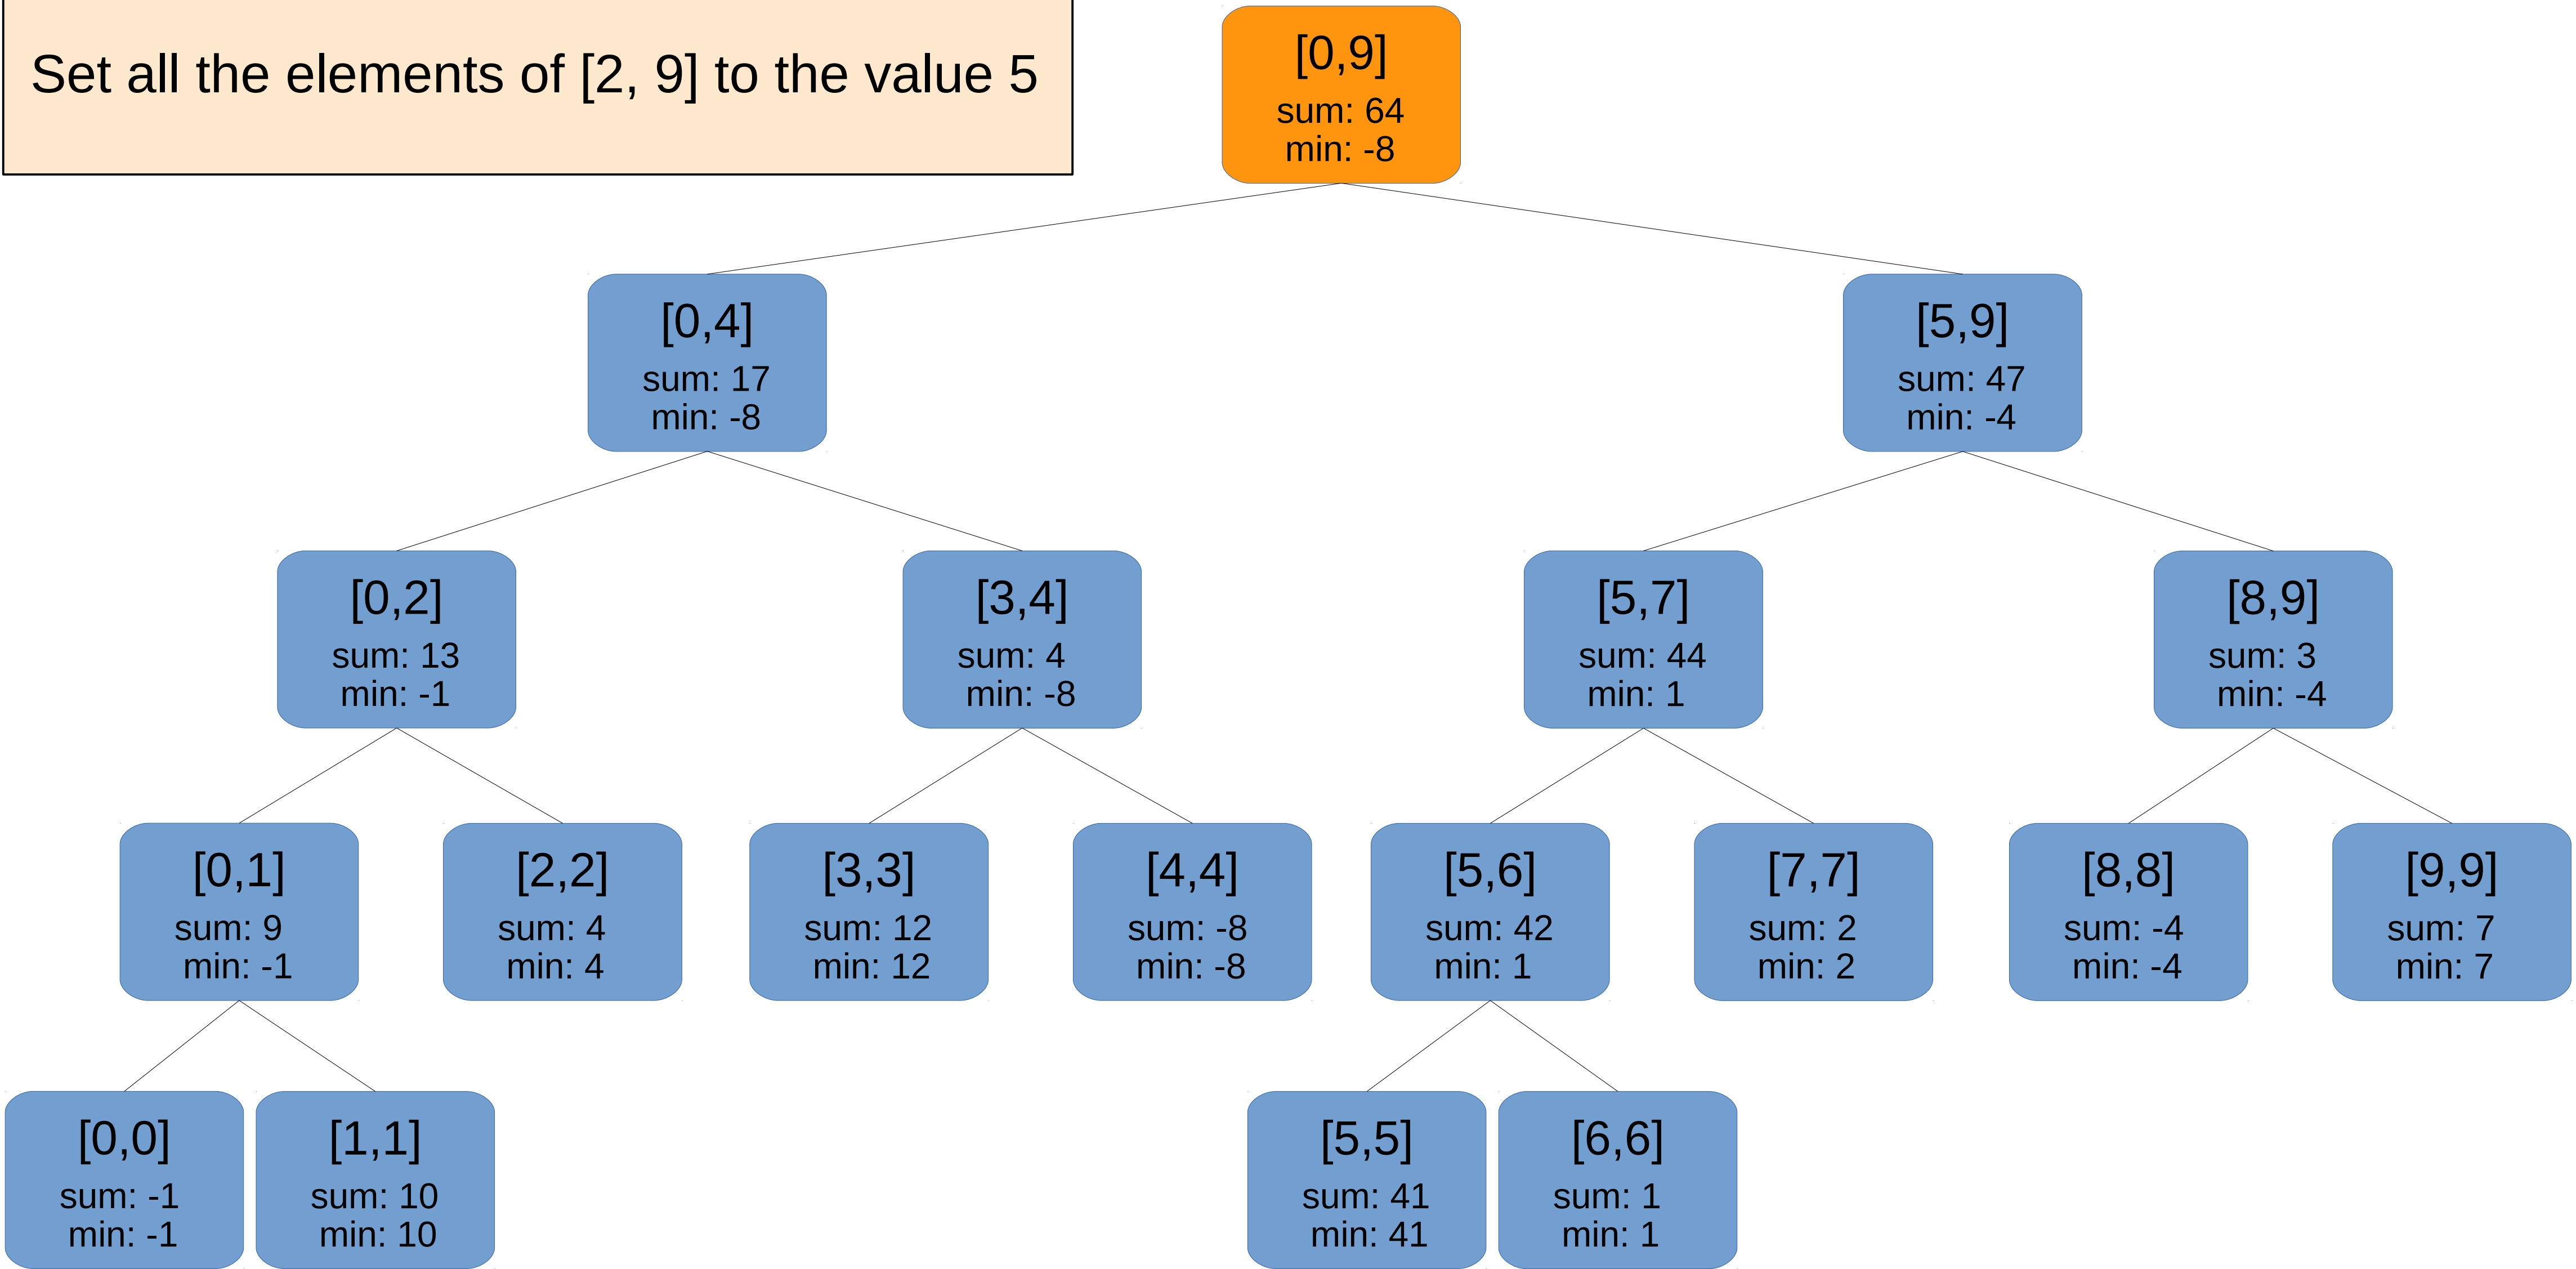 Set all the elements of [2, 9] to the value 5
[0,9]
sum: 64
min: -8
[0,4]
sum: 17
min: -8
[5,9]
sum: 47
min: -4
[0,2]
sum: 13
min: -1
[3,4]
sum: 4
min: -8
[5,7]
sum: 44
min: 1
[8,9]
sum: 3
min: -4
[0,1]
sum: 9
min: -1
[2,2]
sum: 4
min: 4
[3,3]
sum: 12
min: 12
[4,4]
sum: -8
min: -8
[5,6]
sum: 42
min: 1
[7,7]
sum: 2
min: 2
[8,8]
sum: -4
min: -4
[9,9]
sum: 7
min: 7
[0,0]
sum: -1
min: -1
[1,1]
sum: 10
min: 10
[5,5]
sum: 41
min: 41
[6,6]
sum: 1
min: 1